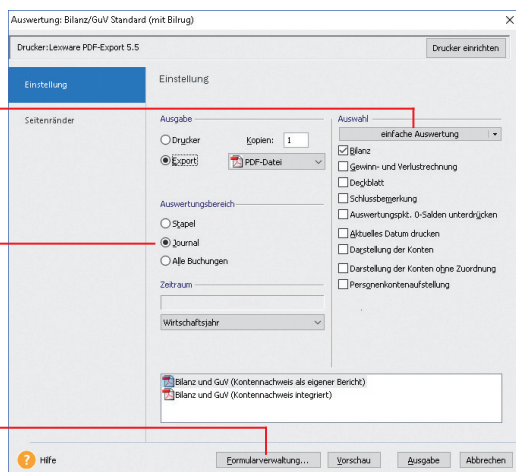 Auswertung: Bilanz/GuV Standard (mit Bilrug)
Drucker:Lexware PDF-Export 5.5
Drucker einrichten
Einstellung
Seitenränder
Einstellung
Ausgabe
Drucker Kopien: 1
Export PDF-Datei
Auswertungsbereich
Stapel
Journal
Alle Buchungen
Zeitraum
Wirtschaftsjahr
Auswahl
einfache Auswertung
Bilanz
Gewinn- und Verlustrechnung
Deckblatt
Schlussbemerkung
Auswertungspkt. 0-Salden unterdrücken
Aktuelles Datum drucken
Darstellung der Konten
Darstellung der Konten ohne Zuordnung
Personenkontenaufstellung
Bilanz und GuV (Kontennachweis als eigener Bericht)
Bilanz und GuV (Kontennachweis integriert)
? Hilfe
Formularverwaltung... Vorschau Ausgabe Abbrechen